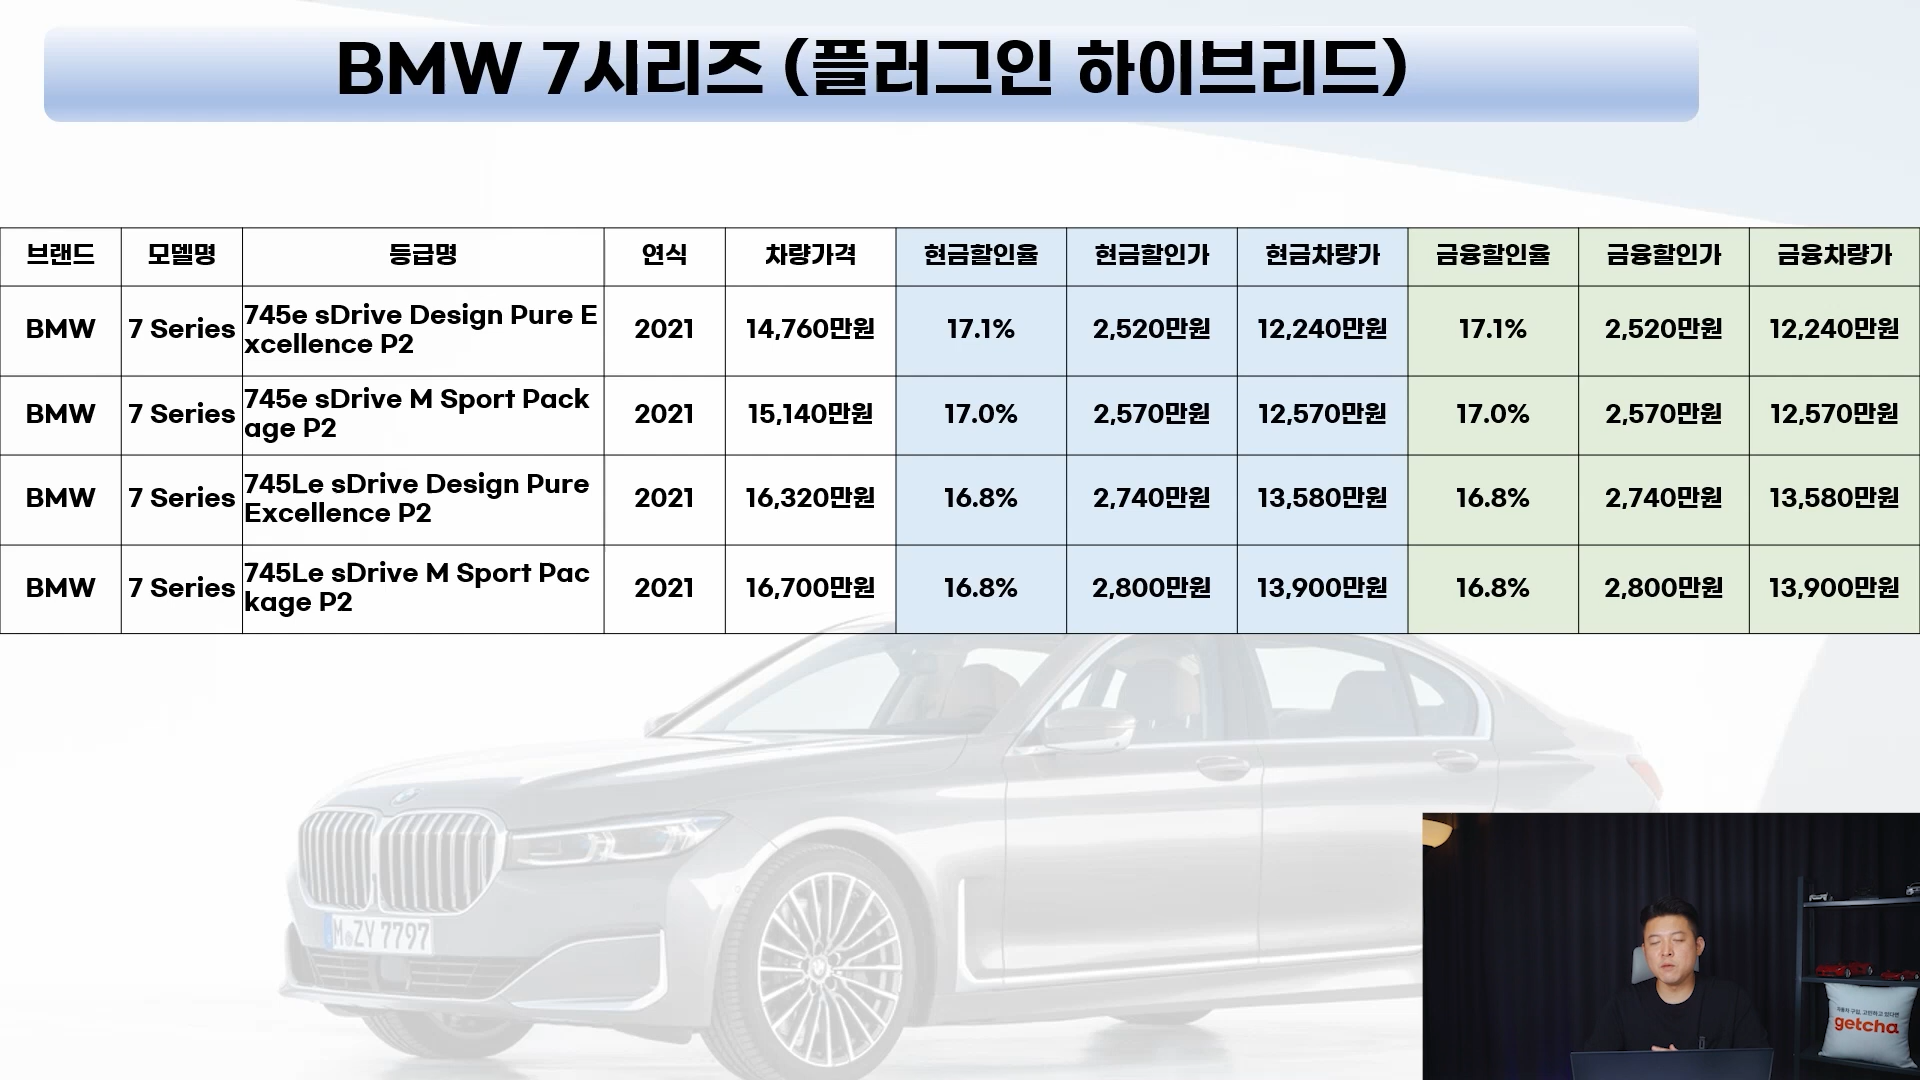 BMW 7시리즈 (플러그인 하이브리드)
브랜드 모델명 등급명 연식 차량가격 현금할인율 현금할인가 현금차량가 금융할인율 금융할인가 금융차량가
BMW 7 Series 745e sDrive Design Pure E
xcellence P2 2021 14,760만원 17.1% 2,520만원 12,240만원 17.1% 2,520만원 12,240만원
BMW 7 Series 745e sDrive M Sport Pack
age P2 2021 15,140만원 17.0% 2,570만원 12,570만원 17.0% 2,570만원 12,570만원
BMW 7 Series 745Le sDrive Design Pure
Excellence P2 2021 16,320만원 16.8% 2,740만원 13,580만원 16.8% 2,740만원 13,580만원
BMW 7 Series 745Le sDrive M Sport Pac
kage P2 2021 16,700만원 16.8% 2,800만원 13,900만원 16.8% 2,800만원 13,900만원
M ZY 7797
getcha